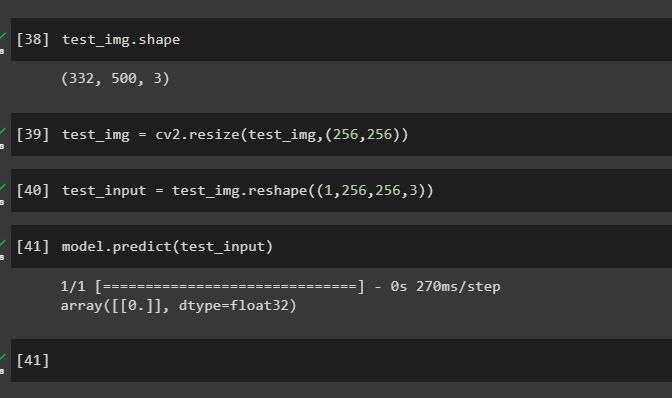 [38] test_img.shape
(332, 500, 3)
[39] test_img = cv2.resize(test_img,(256,256))
[40] test_input = test_img.reshape((1,256,256,3))
[41] model.predict(test_input)
1/1 [==============================] - 0s 270ms/step
array([[0.]], dtype=float32)
[41]